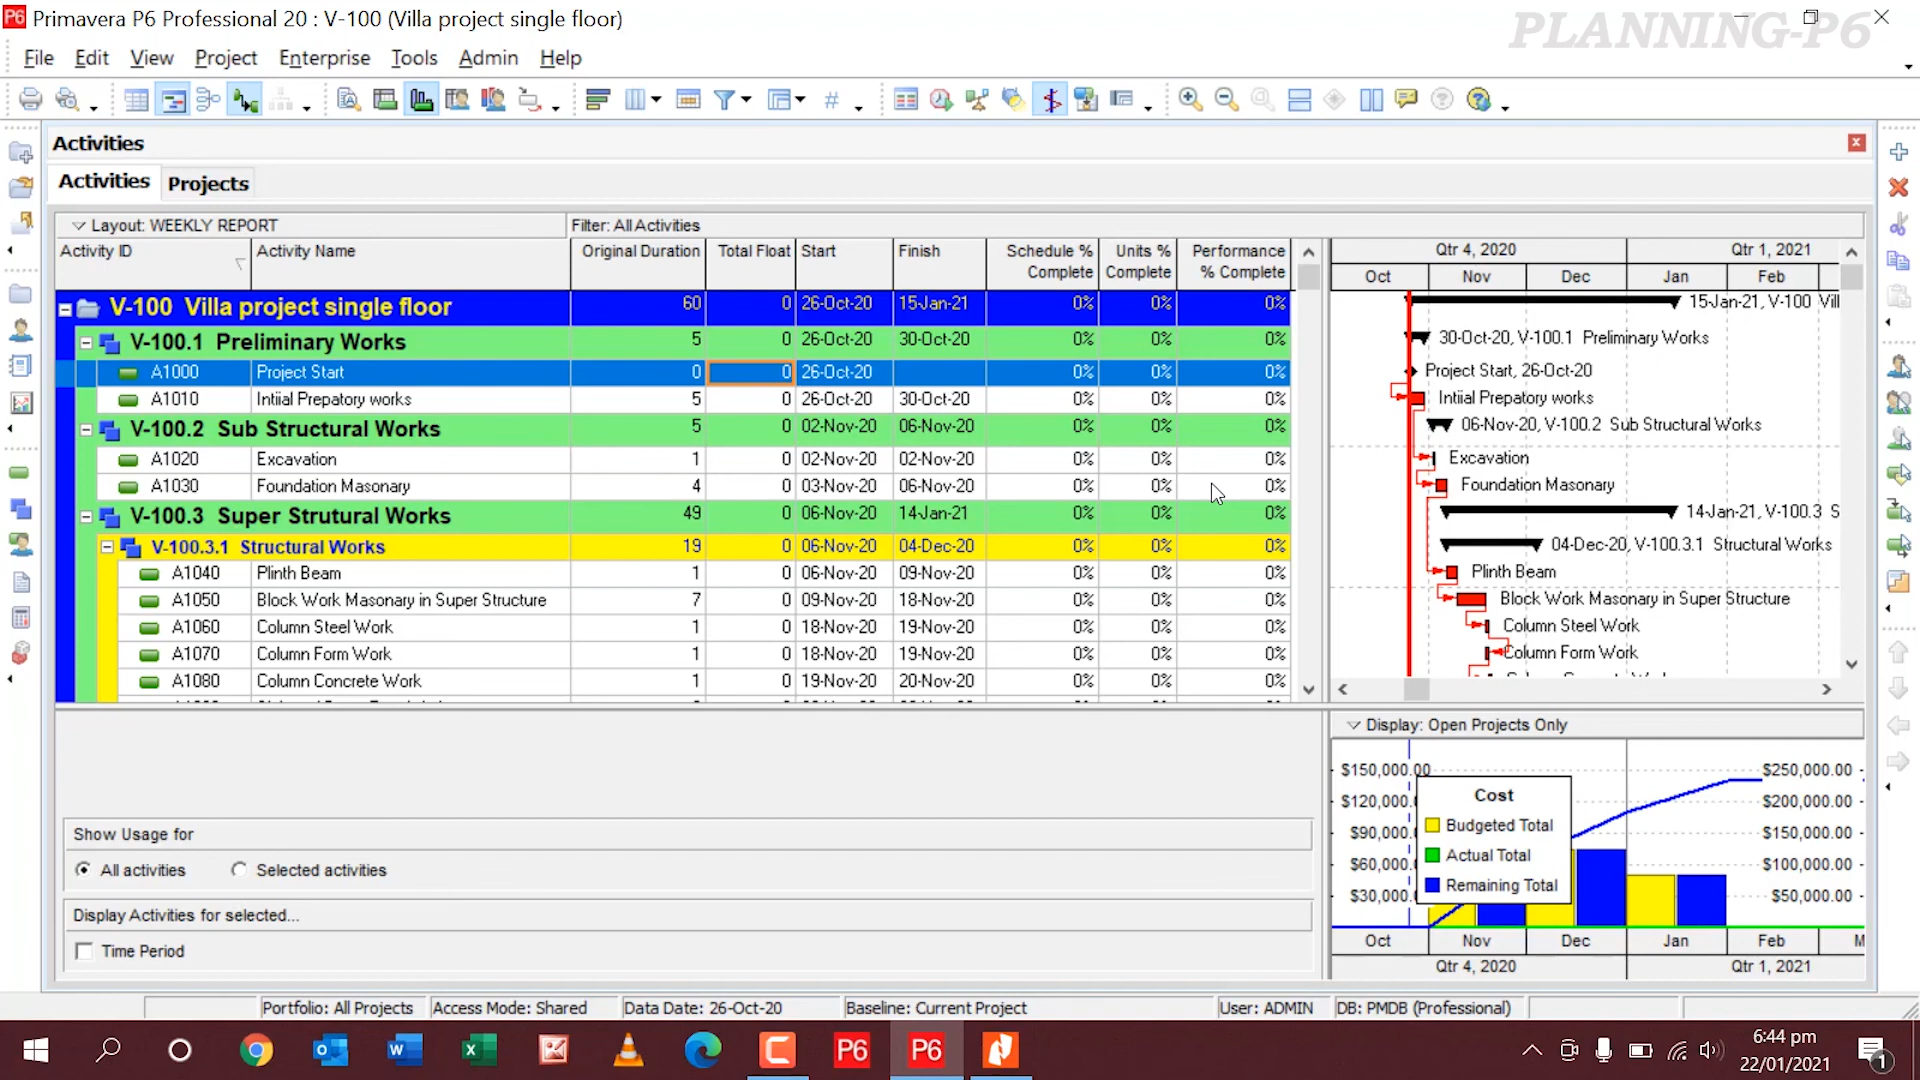 Primavera P6 Professional 20 : V-100 (Villa project single floor)
PLANNING-P6
File Edit View Project Enterprise Tools Admin Help
Activities
Activities Projects
Layout: WEEKLY REPORT Filter: All Activities
Activity ID Activity Name Original Duration Total Float Start Finish Schedule % Complete Units % Complete Performance % Complete
V-100 Villa project single floor 60 0 26-Oct-20 15-Jan-21 0% 0% 0%
V-100.1 Preliminary Works 5 0 26-Oct-20 30-Oct-20 0% 0% 0%
A1000 Project Start 0 0 26-Oct-20 0% 0% 0%
A1010 Intiial Prepatory works 5 0 26-Oct-20 30-Oct-20 0% 0% 0%
V-100.2 Sub Structural Works 5 0 02-Nov-20 06-Nov-20 0% 0% 0%
A1020 Excavation 1 0 02-Nov-20 02-Nov-20 0% 0% 0%
A1030 Foundation Masonary 4 0 03-Nov-20 06-Nov-20 0% 0% 0%
V-100.3 Super Strutural Works 49 0 06-Nov-20 14-Jan-21 0% 0% 0%
V-100.3.1 Structural Works 19 0 06-Nov-20 04-Dec-20 0% 0% 0%
A1040 Plinth Beam 1 0 06-Nov-20 09-Nov-20 0% 0% 0%
A1050 Block Work Masonary in Super Structure 7 0 09-Nov-20 18-Nov-20 0% 0% 0%
A1060 Column Steel Work 1 0 18-Nov-20 19-Nov-20 0% 0% 0%
A1070 Column Form Work 1 0 18-Nov-20 19-Nov-20 0% 0% 0%
A1080 Column Concrete Work 1 0 19-Nov-20 20-Nov-20 0% 0% 0%
Qtr 4, 2020 Qtr 1, 2021
Oct Nov Dec Jan Feb
15-Jan-21, V-100 Vill
30-Oct-20, V-100.1 Preliminary Works
Project Start, 26-Oct-20
Intiial Prepatory works
06-Nov-20, V-100.2 Sub Structural Works
Excavation
Foundation Masonary
14-Jan-21, V-100.3 S
04-Dec-20, V-100.3.1 Structural Works
Plinth Beam
Block Work Masonary in Super Structure
Column Steel Work
Column Form Work
Show Usage for
All activities Selected activities
Display Activities for selected...
Time Period
Display: Open Projects Only
$150,000.00 $250,000.00
$120,000. $200,000.00
$90,000. $150,000.00
$60,000. $100,000.00
$30,000. $50,000.00
Cost
Budgeted Total
Actual Total
Remaining Total
Oct Nov Dec Jan Feb M
Qtr 4, 2020 Qtr 1, 2021
Portfolio: All Projects Access Mode: Shared Data Date: 26-Oct-20 Baseline: Current Project User: ADMIN DB: PMDB (Professional)
P6 P6
6:44 pm
22/01/2021
1